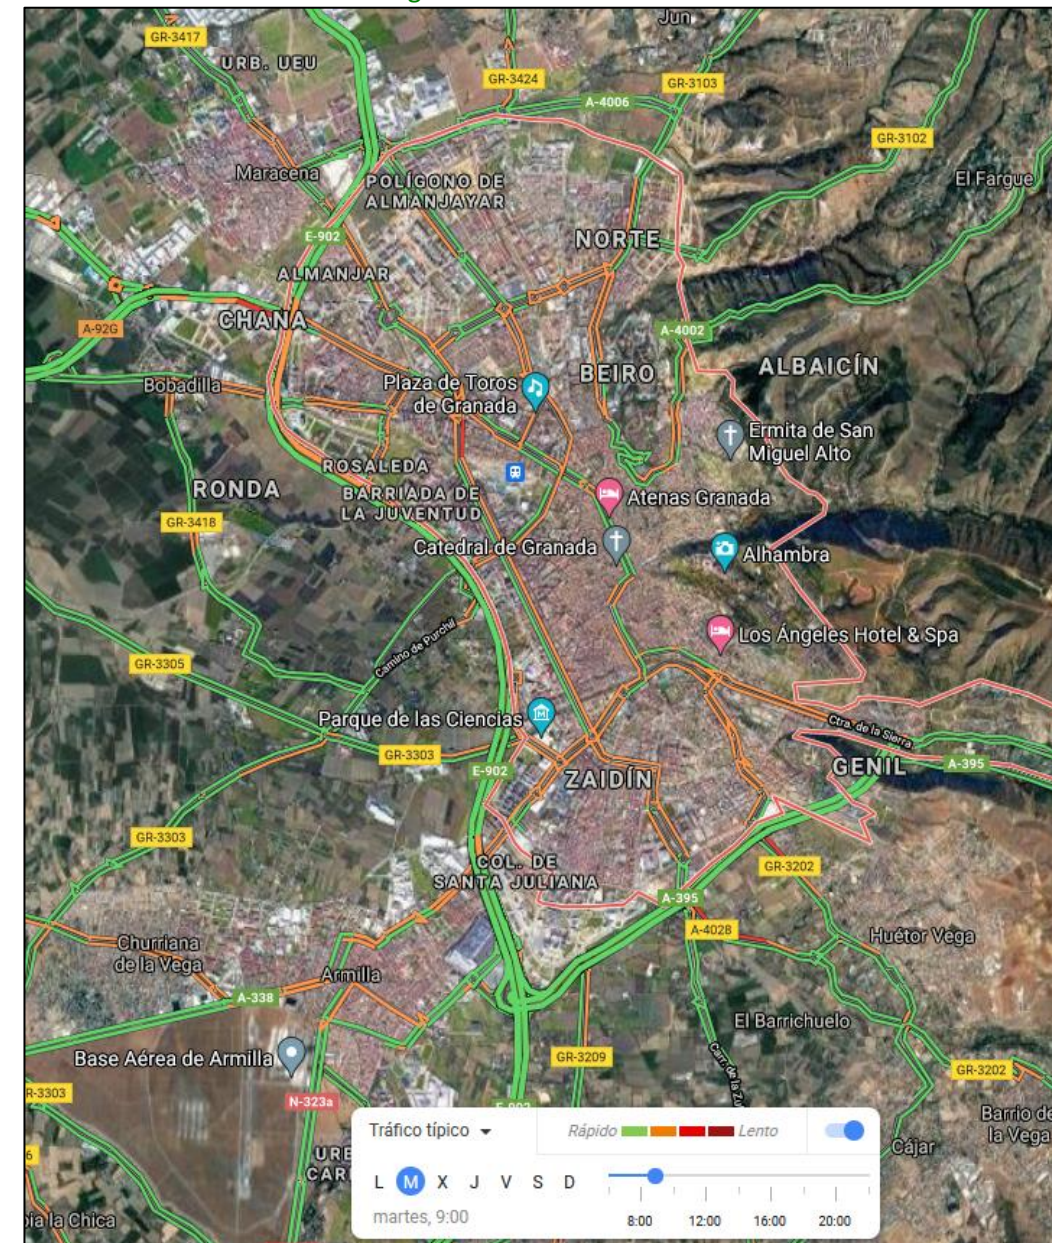 Jun
GR-3417
URB. UEU
GR-3424
GR-3103
A-4006
GR-3102
Maracena
POLÍGONO DE
ALMANJAYAR
El Fargue
E-902
NORTE
ALMANJAR
CHANA
A-92G
A-4002
Bobadilla
Plaza de Toros
de Granada
BEIRO
ALBAICÍN
Ermita de San
Miguel Alto
ROSALEDA
RONDA
BARRIADA DE
LA JUVENTUD
Atenas Granada
GR-3418
Catedral de Granada
Alhambra
Camino de Purchil
Los Ángeles Hotel & Spa
GR-3305
Parque de las Ciencias
Ctra. de la Sierra
GR-3303
E-902
ZAIDÍN
GENIL
A-395
GR-3303
COL. DE
SANTA JULIANA
GR-3202
A-395
A-4028
Churriana
de la Vega
Huétor Vega
Armilla
A-338
El Barrichuelo
Base Aérea de Armilla
GR-3209
GR-3202
R-3303
N-323a
Barrio de
la Vega
Cájar
Tráfico típico
Rápido
Lento
L M X J V S D
martes, 9:00
8:00 12:00 16:00 20:00
URB
CAR
ia la Chica